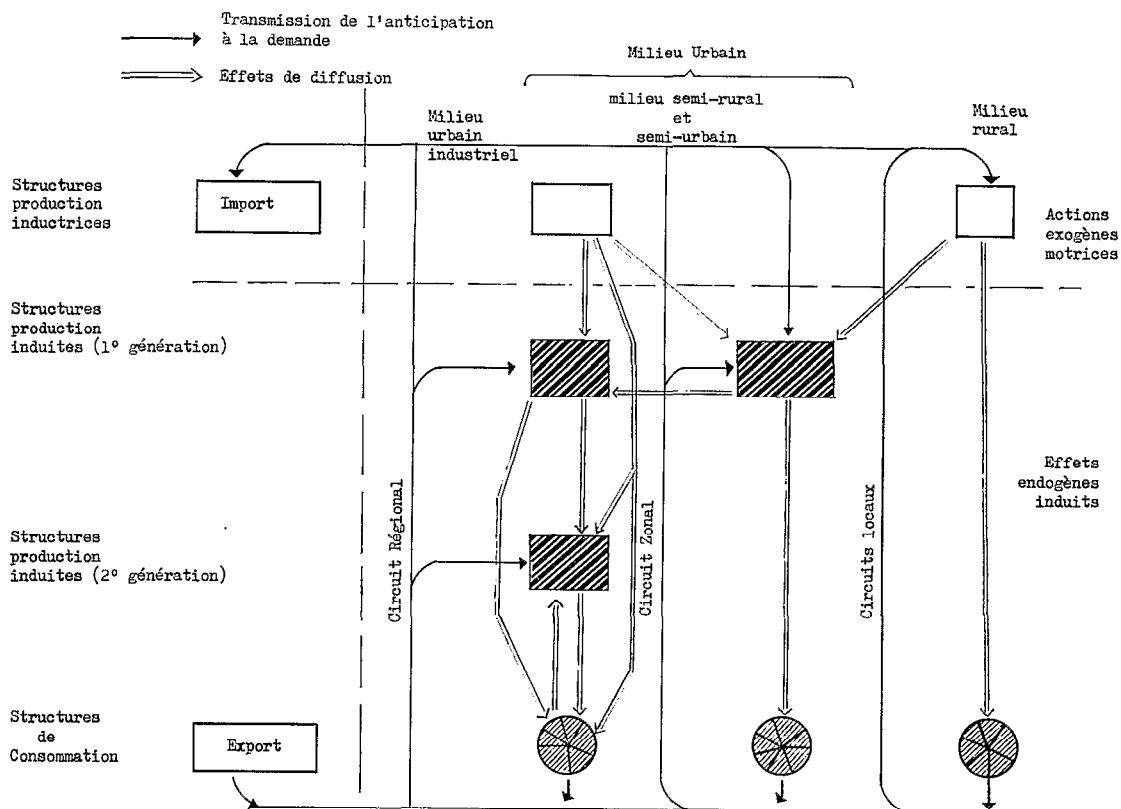 Transmission de l'anticipation
à la demande
Effets de diffusion
Milieu Urbain
milieu semi-rural
et
semi-urbain
Milieu
urbain
industriel
Milieu
rural
Structures
production
inductrices
Import
Actions
exogènes
motrices
Structures
production
induites (1° génération)
Effets
endogènes
induits
Circuit Régional
Circuit Zonal
Circuits locaux
Structures
production
induites (2° génération)
Structures
de
Consommation
Export